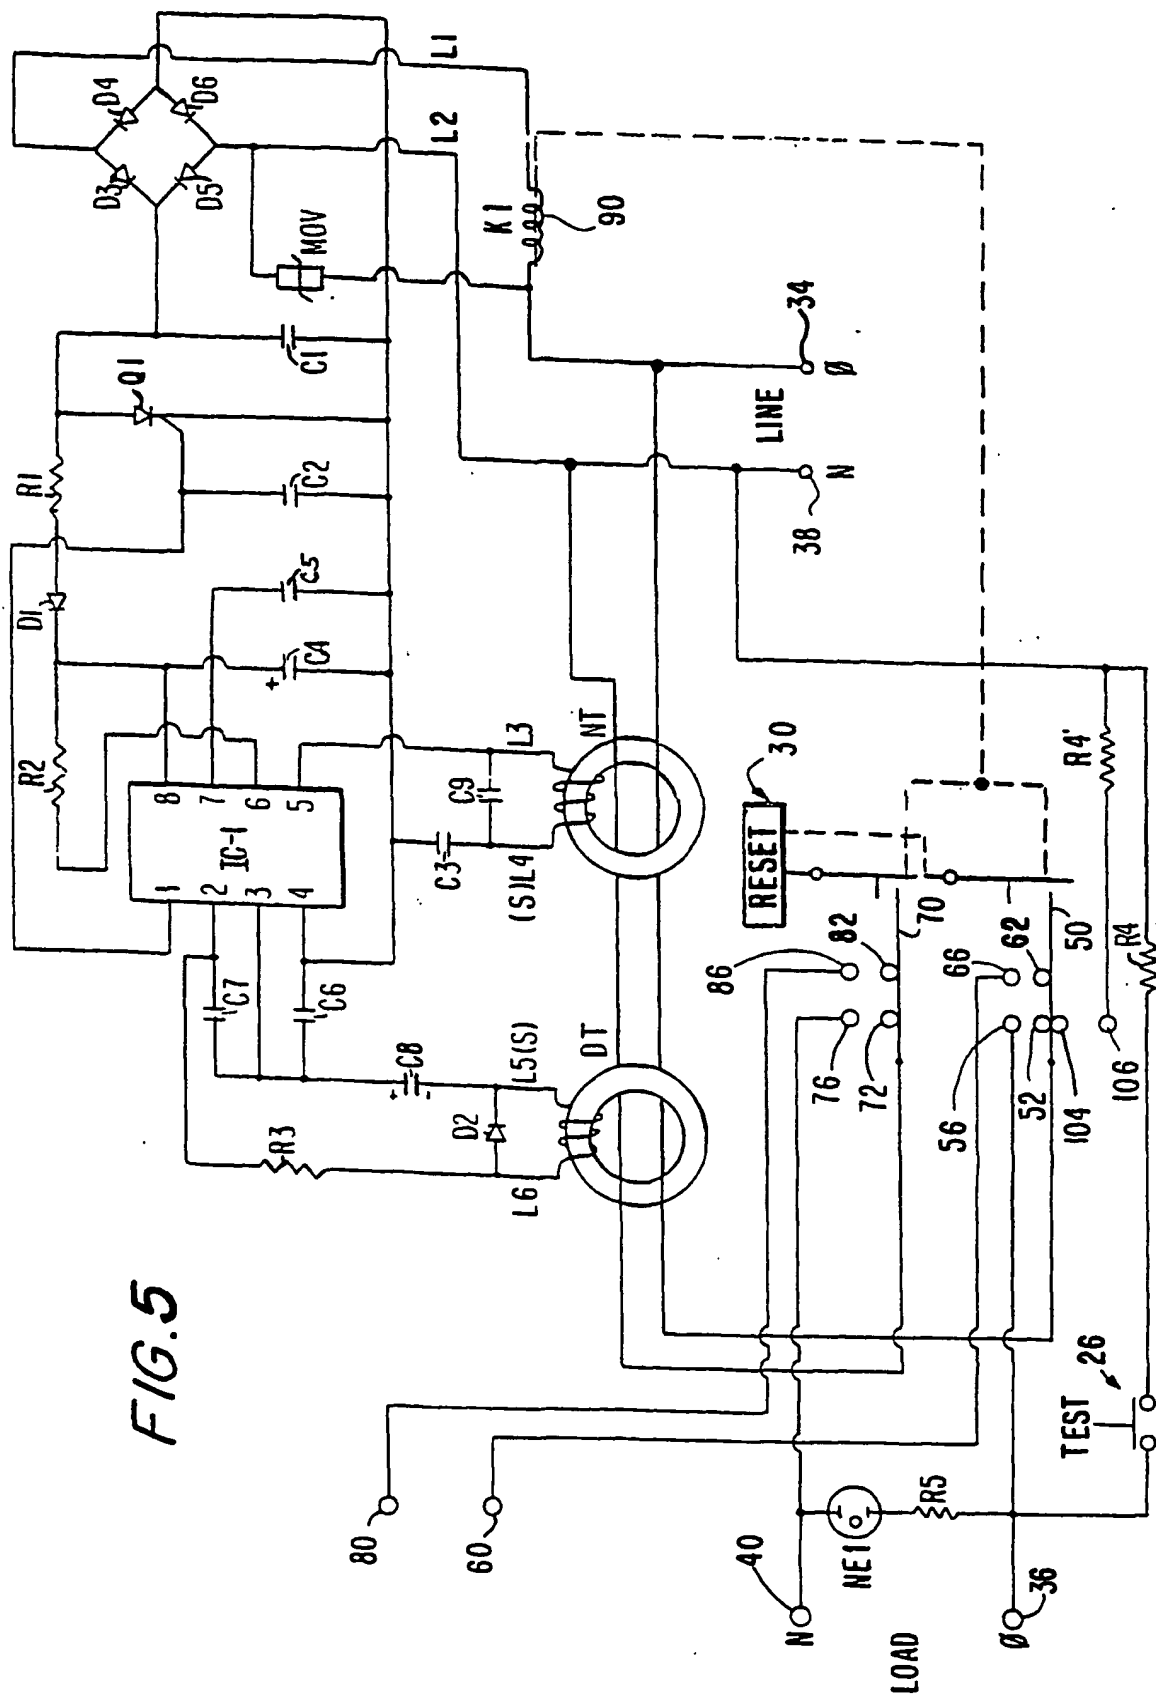 FIG.5
D4
D6
D3
D5
L1
L2
MOV
K1
90
C1
Q1
R1
C2
D1
C5
C4
+
R2
IC-1
1
2
3
4
8
7
6
5
C7
C6
R3
C8
+
-
D2
L6
L5(S)
DT
C3
C9
(S)L4
L3
NT
LINE
Ø
34
N
38
RESET
30
86
82
70
76
72
66
62
50
56
52
104
106
R4'
R4
TEST
26
80
60
40
N
NE1
R5
LOAD
Ø
36